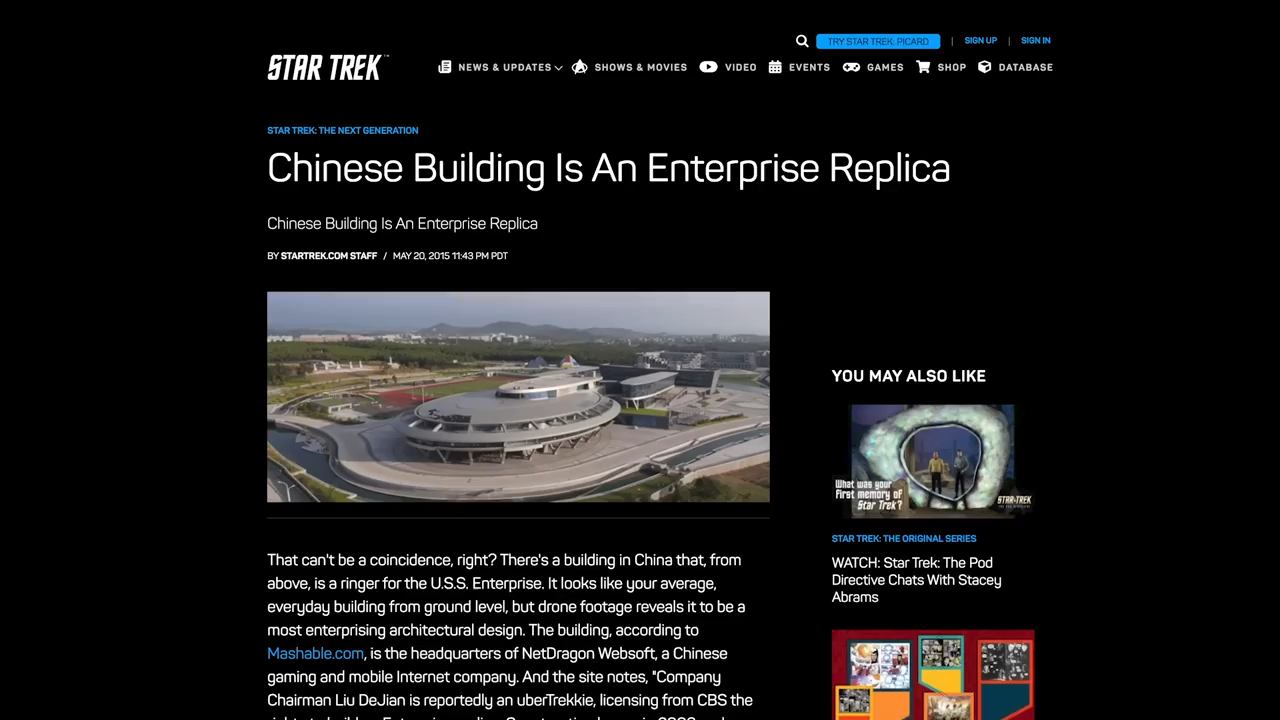 TRY STAR TREK: PICARD | SIGN UP | SIGN IN
STAR TREK
NEWS & UPDATES SHOWS & MOVIES VIDEO EVENTS GAMES SHOP DATABASE
STAR TREK: THE NEXT GENERATION
Chinese Building Is An Enterprise Replica
Chinese Building Is An Enterprise Replica
BY STARTREK.COM STAFF / MAY 20, 2015 11:43 PM PDT
That can't be a coincidence, right? There's a building in China that, from
above, is a ringer for the U.S.S. Enterprise. It looks like your average,
everyday building from ground level, but drone footage reveals it to be a
most enterprising architectural design. The building, according to
Mashable.com, is the headquarters of NetDragon Websoft, a Chinese
gaming and mobile Internet company. And the site notes, "Company
Chairman Liu DeJian is reportedly an uberTrekkie, licensing from CBS the
YOU MAY ALSO LIKE
What was your
first memory of
Star Trek?
STAR TREK
STAR TREK: THE ORIGINAL SERIES
WATCH: Star Trek: The Pod
Directive Chats With Stacey
Abrams